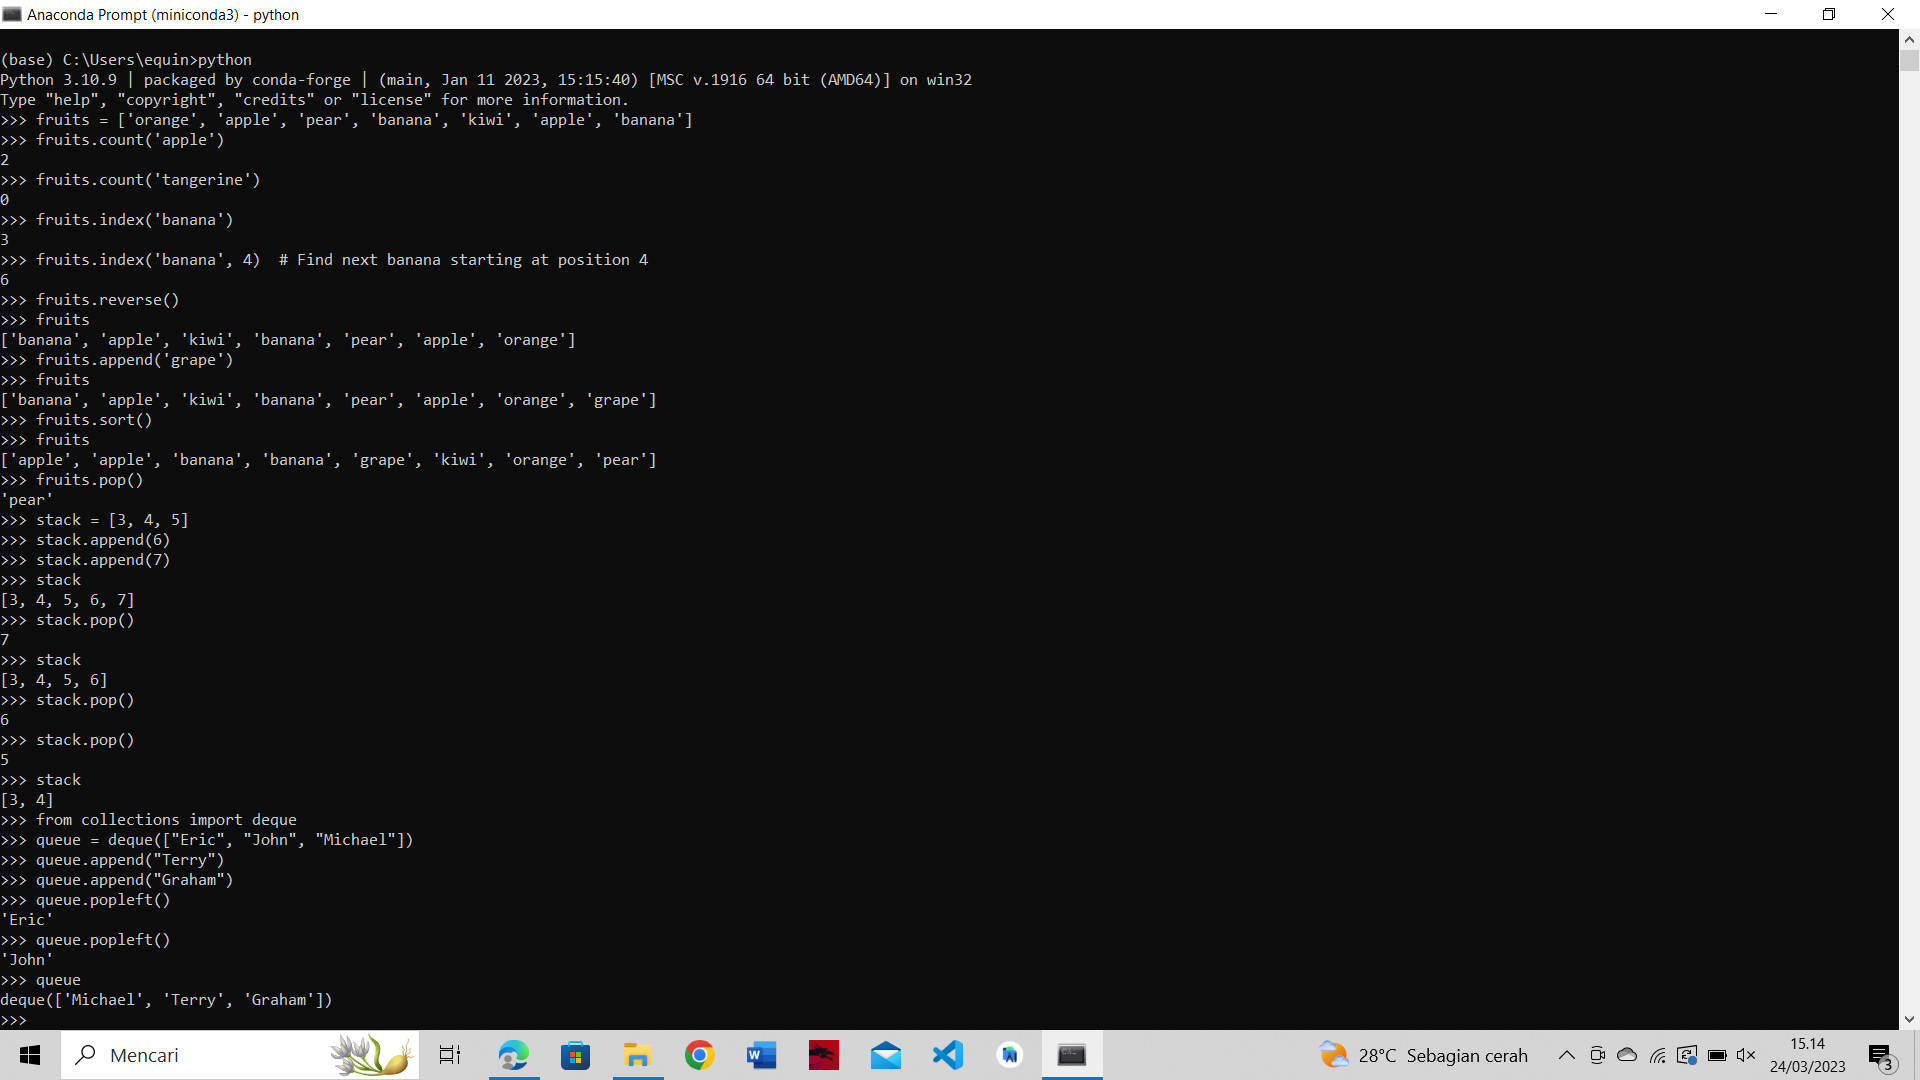 Anaconda Prompt (miniconda3) - python
(base) C:\Users\equin>python
Python 3.10.9 | packaged by conda-forge | (main, Jan 11 2023, 15:15:40) [MSC v.1916 64 bit (AMD64)] on win32
Type "help", "copyright", "credits" or "license" for more information.
>>> fruits = ['orange', 'apple', 'pear', 'banana', 'kiwi', 'apple', 'banana']
>>> fruits.count('apple')
2
>>> fruits.count('tangerine')
0
>>> fruits.index('banana')
3
>>> fruits.index('banana', 4)  # Find next banana starting at position 4
6
>>> fruits.reverse()
>>> fruits
['banana', 'apple', 'kiwi', 'banana', 'pear', 'apple', 'orange']
>>> fruits.append('grape')
>>> fruits
['banana', 'apple', 'kiwi', 'banana', 'pear', 'apple', 'orange', 'grape']
>>> fruits.sort()
>>> fruits
['apple', 'apple', 'banana', 'banana', 'grape', 'kiwi', 'orange', 'pear']
>>> fruits.pop()
'pear'
>>> stack = [3, 4, 5]
>>> stack.append(6)
>>> stack.append(7)
>>> stack
[3, 4, 5, 6, 7]
>>> stack.pop()
7
>>> stack
[3, 4, 5, 6]
>>> stack.pop()
6
>>> stack.pop()
5
>>> stack
[3, 4]
>>> from collections import deque
>>> queue = deque(["Eric", "John", "Michael"])
>>> queue.append("Terry")
>>> queue.append("Graham")
>>> queue.popleft()
'Eric'
>>> queue.popleft()
'John'
>>> queue
deque(['Michael', 'Terry', 'Graham'])
>>>
Mencari
28°C Sebagian cerah
15.14
24/03/2023
3